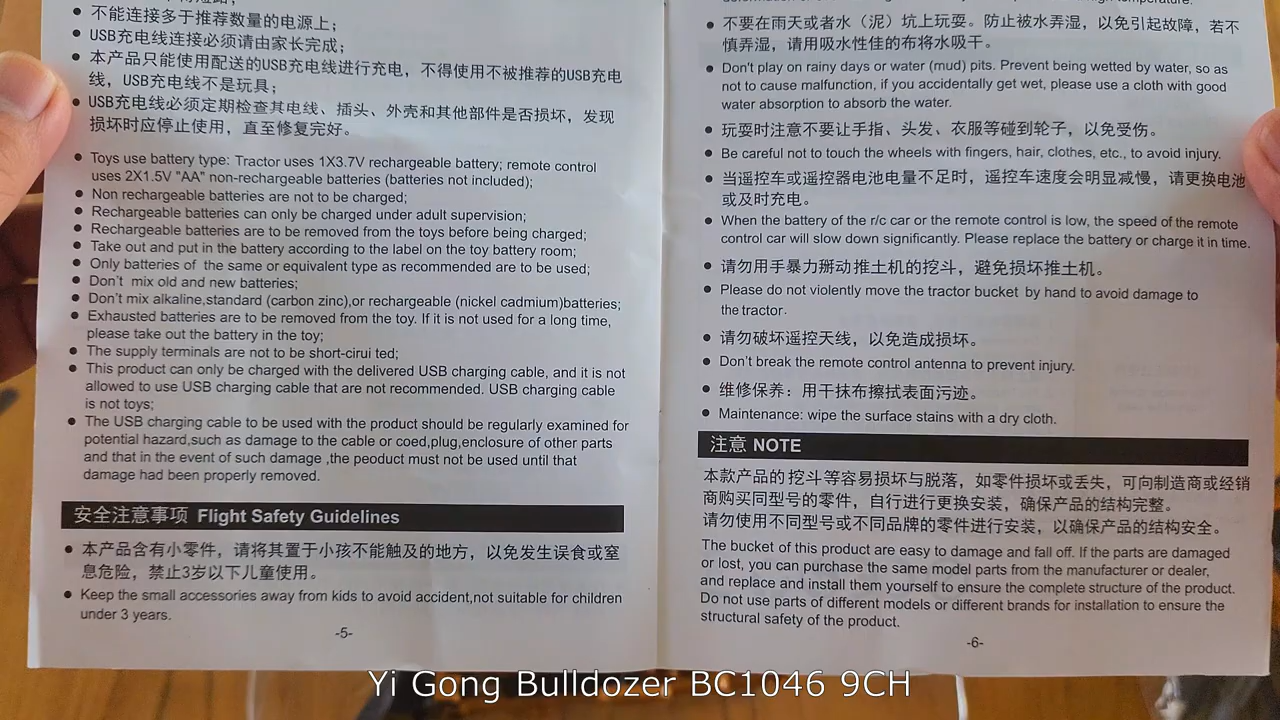 不能连接多于推荐数量的电源上；
USB充电线连接必须请由家长完成；
本产品只能使用配送的USB充电线进行充电，不得使用不被推荐的USB充电
线，USB充电线不是玩具；
USB充电线必须定期检查其电线、插头、外壳和其他部件是否损坏，发现
损坏时应停止使用，直至修复完好。
Toys use battery type: Tractor uses 1X3.7V rechargeable battery; remote control
uses 2X1.5V "AA" non-rechargeable batteries (batteries not included);
Non rechargeable batteries are not to be charged;
Rechargeable batteries can only be charged under adult supervision;
Rechargeable batteries are to be removed from the toys before being charged;
Take out and put in the battery according to the label on the toy battery room;
Only batteries of the same or equivalent type as recommended are to be used;
Don't mix old and new batteries;
Don't mix alkaline,standard (carbon zinc),or rechargeable (nickel cadmium)batteries;
Exhausted batteries are to be removed from the toy. If it is not used for a long time,
please take out the battery in the toy;
The supply terminals are not to be short-cirui ted;
This product can only be charged with the delivered USB charging cable, and it is not
allowed to use USB charging cable that are not recommended. USB charging cable
is not toys;
The USB charging cable to be used with the product should be regularly examined for
potential hazard,such as damage to the cable or coed,plug,enclosure of other parts
and that in the event of such damage ,the peoduct must not be used until that
damage had been properly removed.
安全注意事项 Flight Safety Guidelines
本产品含有小零件，请将其置于小孩不能触及的地方，以免发生误食或窒
息危险，禁止3岁以下儿童使用。
Keep the small accessories away from kids to avoid accident,not suitable for children
under 3 years.
-5-
不要在雨天或者水（泥）坑上玩耍。防止被水弄湿，以免引起故障，若不
慎弄湿，请用吸水性佳的布将水吸干。
Don't play on rainy days or water (mud) pits. Prevent being wetted by water, so as
not to cause malfunction, if you accidentally get wet, please use a cloth with good
water absorption to absorb the water.
玩耍时注意不要让手指、头发、衣服等碰到轮子，以免受伤。
Be careful not to touch the wheels with fingers, hair, clothes, etc., to avoid injury.
当遥控车或遥控器电池电量不足时，遥控车速度会明显减慢，请更换电池
或及时充电。
When the battery of the r/c car or the remote control is low, the speed of the remote
control car will slow down significantly. Please replace the battery or charge it in time.
请勿用手暴力掰动推土机的挖斗，避免损坏推土机。
Please do not violently move the tractor bucket by hand to avoid damage to
the tractor.
请勿破坏遥控天线，以免造成损坏。
Don't break the remote control antenna to prevent injury.
维修保养：用干抹布擦拭表面污迹。
Maintenance: wipe the surface stains with a dry cloth.
注意 NOTE
本款产品的挖斗等容易损坏与脱落，如零件损坏或丢失，可向制造商或经销
商购买同型号的零件，自行进行更换安装，确保产品的结构完整。
请勿使用不同型号或不同品牌的零件进行安装，以确保产品的结构安全。
The bucket of this product are easy to damage and fall off. If the parts are damaged
or lost, you can purchase the same model parts from the manufacturer or dealer,
and replace and install them yourself to ensure the complete structure of the product.
Do not use parts of different models or different brands for installation to ensure the
structural safety of the product.
-6-
Yi Gong Bulldozer BC1046 9CH